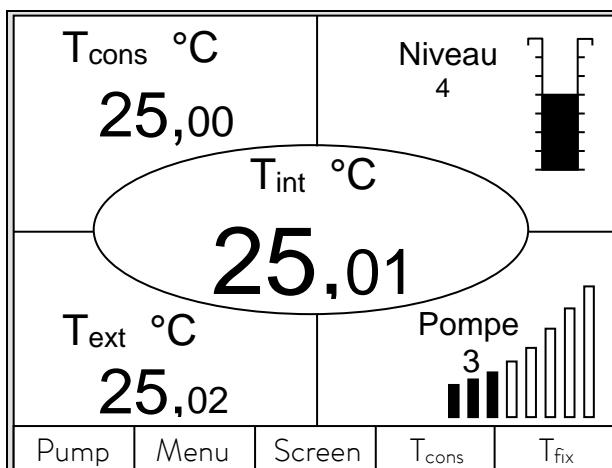 Tcons °C
25,00
Niveau
4
Tint °C
25,01
Text °C
25,02
Pompe
3
Pump Menu Screen Tcons Tfix